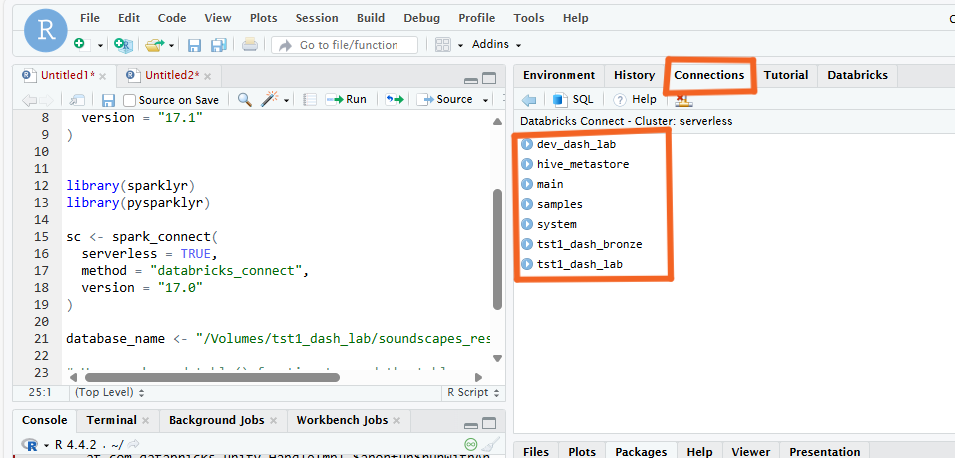 R File Edit Code View Plots Session Build Debug Profile Tools Help
R Go to file/function Addins
Untitled1* Untitled2*
Source on Save Run Source
8 version = "17.1"
9 )
10
11
12 library(sparklyr)
13 library(pysparklyr)
14
15 sc <- spark_connect(
16 serverless = TRUE,
17 method = "databricks_connect",
18 version = "17.0"
19 )
20
21 database_name <- "/Volumes/tst1_dash_lab/soundscapes_res
22
23
25:1 (Top Level) R Script
Console Terminal Background Jobs Workbench Jobs
R R 4.4.2 · ~/
Environment History Connections Tutorial Databricks
SQL Help
Databricks Connect - Cluster: serverless
dev_dash_lab
hive_metastore
main
samples
system
tst1_dash_bronze
tst1_dash_lab
Files Plots Packages Help Viewer Presentation